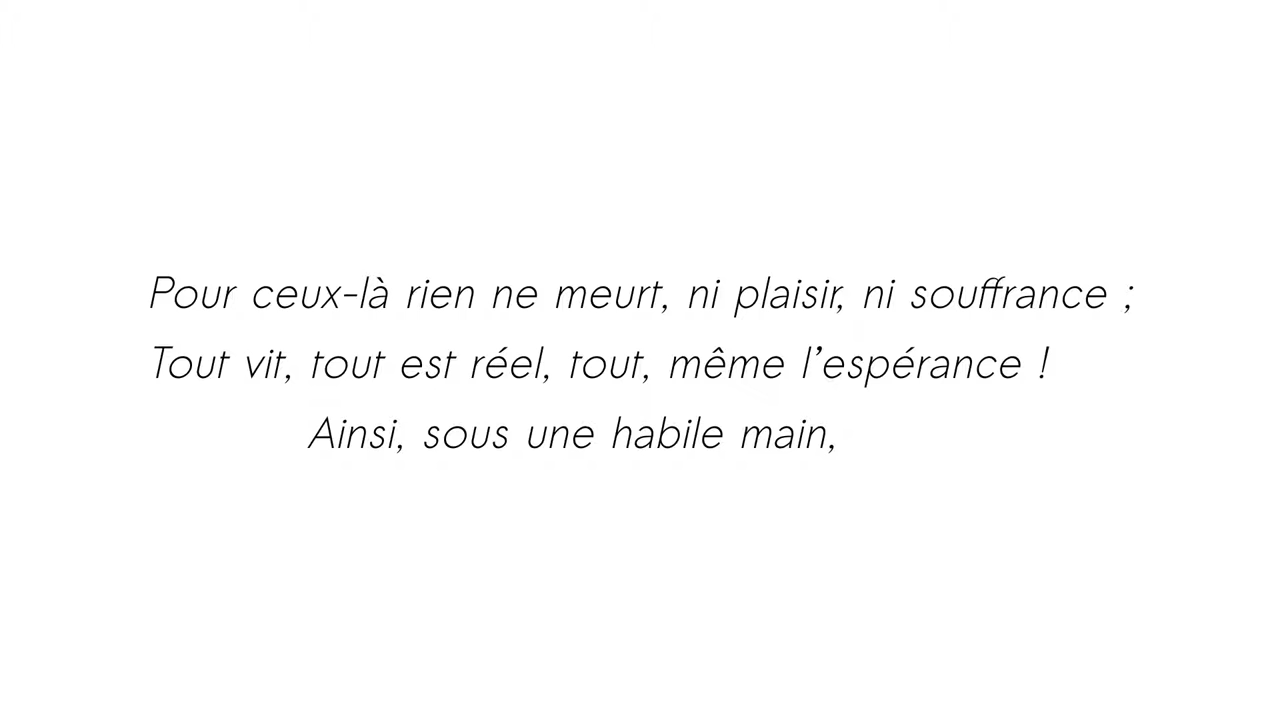 Pour ceux-là rien ne meurt, ni plaisir, ni souffrance ;
Tout vit, tout est réel, tout, même l’espérance !
Ainsi, sous une habile main,